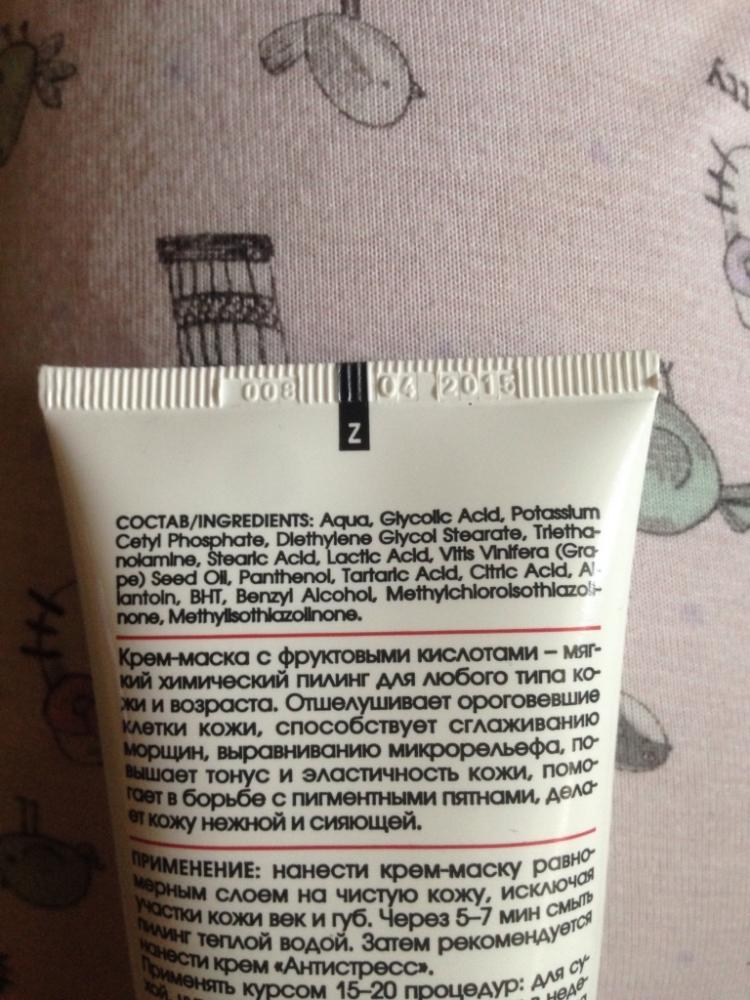 008 04 2015
Z
СОСТАВ/INGREDIENTS: Aqua, Glycolic Acid, Potassium
Cetyl Phosphate, Diethylene Glycol Stearate, Trietha-
nolamine, Stearic Acid, Lactic Acid, Vitis Vinifera (Gra-
pe) Seed Oil, Panthenol, Tartaric Acid, Citric Acid, Al-
lantoin, BHT, Benzyl Alcohol, Methylchloroisothiazoli-
none, Methylisothiazolinone.
Крем-маска с фруктовыми кислотами – мяг-
кий химический пилинг для любого типа ко-
жи и возраста. Отшелушивает ороговевшие
клетки кожи, способствует сглаживанию
морщин, выравниванию микрорельефа, по-
вышает тонус и эластичность кожи, помо-
гает в борьбе с пигментными пятнами, дела-
ет кожу нежной и сияющей.
ПРИМЕНЕНИЕ: нанести крем-маску равно-
мерным слоем на чистую кожу, исключая
участки кожи век и губ. Через 5–7 мин смыть
пилинг теплой водой. Затем рекомендуется
нанести крем «Антистресс».
Применять курсом 15–20 процедур: для су-